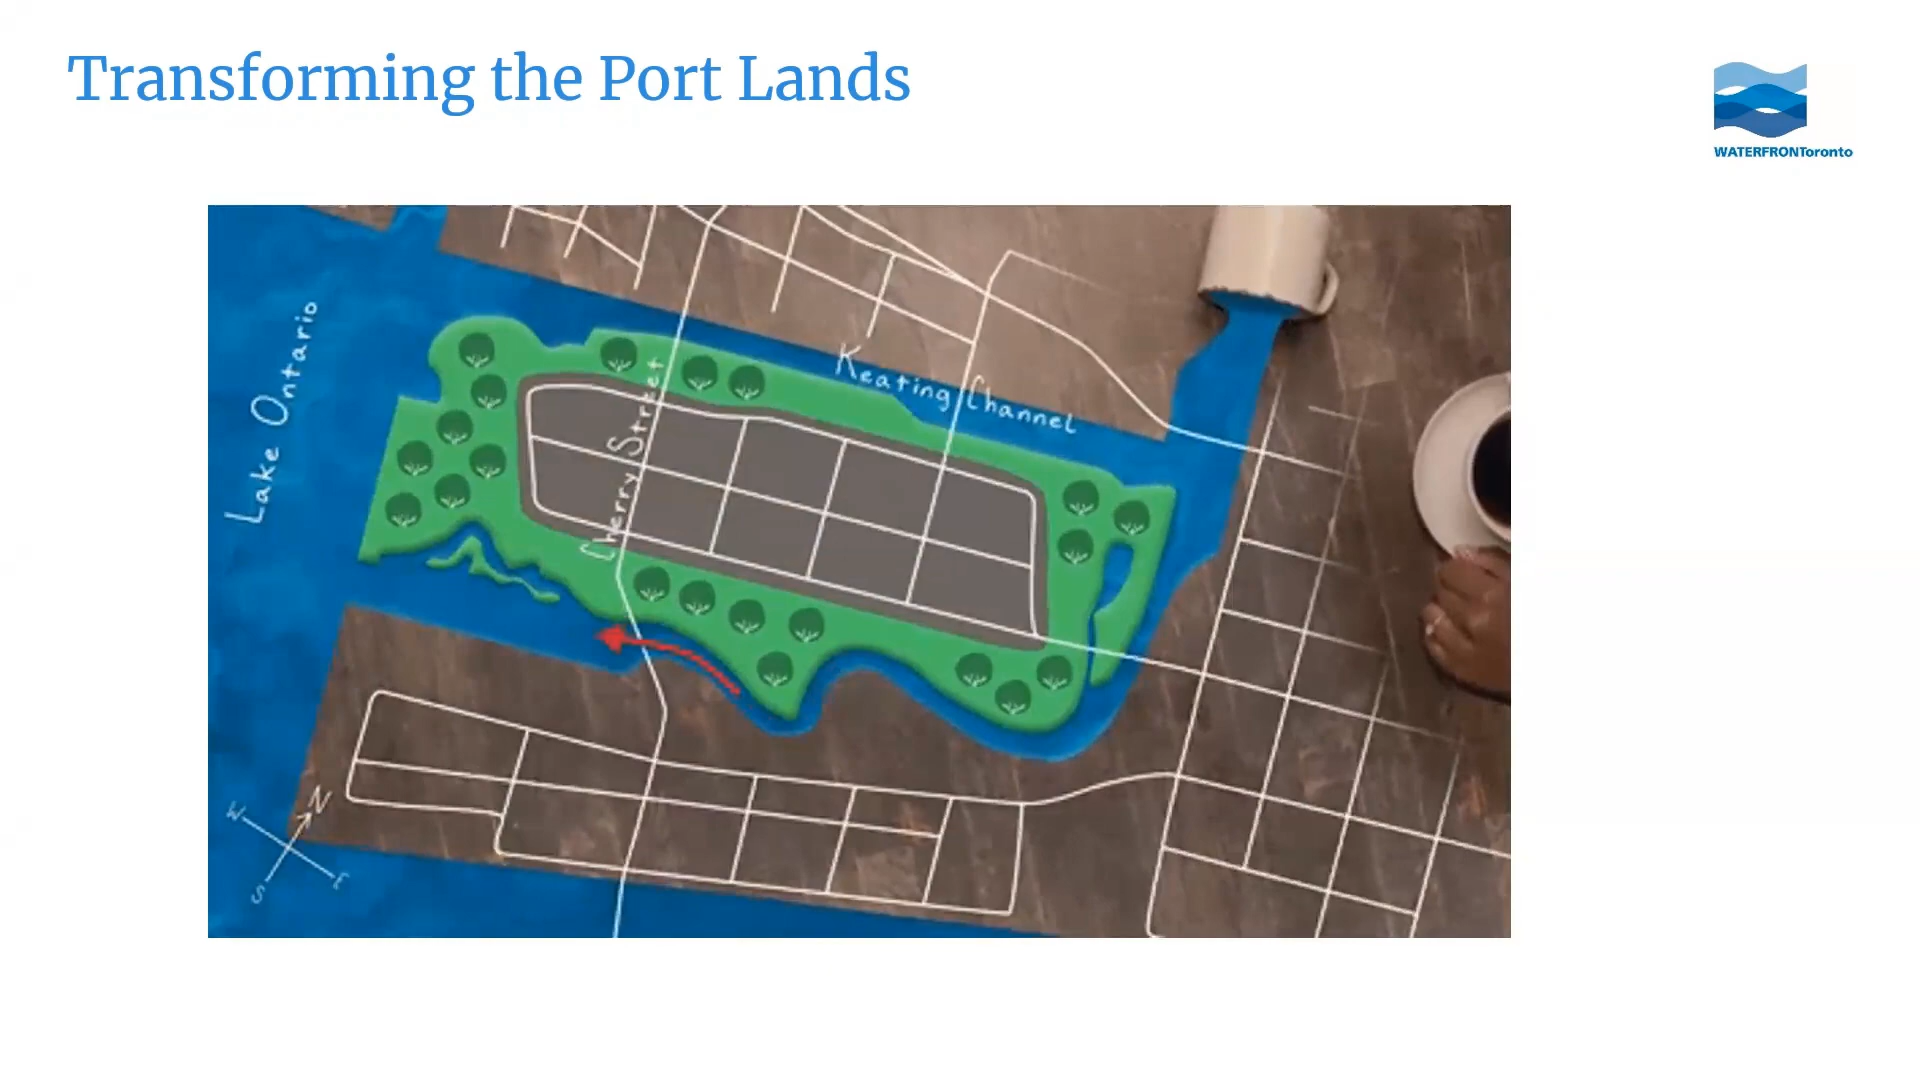 Transforming the Port Lands
WATERFRONToronto
Lake Ontario
Cherry Street
Keating Channel
N
W
E
S